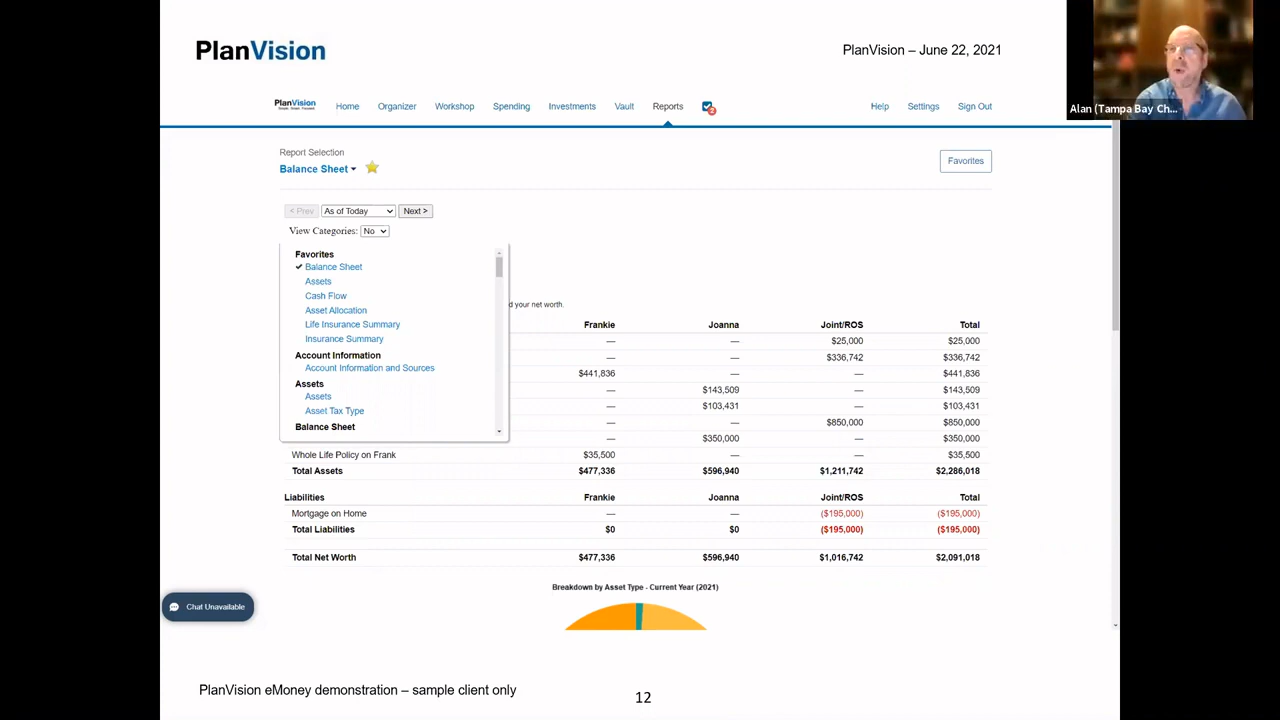 PlanVision
PlanVision – June 22, 2021
Alan (Tampa Bay Ch...
PlanVision Home Organizer Workshop Spending Investments Vault Reports 2 Help Settings Sign Out
Report Selection
Balance Sheet
Favorites
< Prev As of Today Next >
View Categories: No
Favorites
Balance Sheet
Assets
Cash Flow
Asset Allocation
Life Insurance Summary
Insurance Summary
Account Information
Account Information and Sources
Assets
Assets
Asset Tax Type
Balance Sheet
d your net worth.
Frankie Joanna Joint/ROS Total
— — $25,000 $25,000
— — $336,742 $336,742
$441,836 — — $441,836
— $143,509 — $143,509
— $103,431 — $103,431
— — $850,000 $850,000
— $350,000 — $350,000
Whole Life Policy on Frank $35,500 — — $35,500
Total Assets $477,336 $596,940 $1,211,742 $2,286,018
Liabilities Frankie Joanna Joint/ROS Total
Mortgage on Home — — ($195,000) ($195,000)
Total Liabilities $0 $0 ($195,000) ($195,000)
Total Net Worth $477,336 $596,940 $1,016,742 $2,091,018
Breakdown by Asset Type - Current Year (2021)
Chat Unavailable
PlanVision eMoney demonstration – sample client only
12